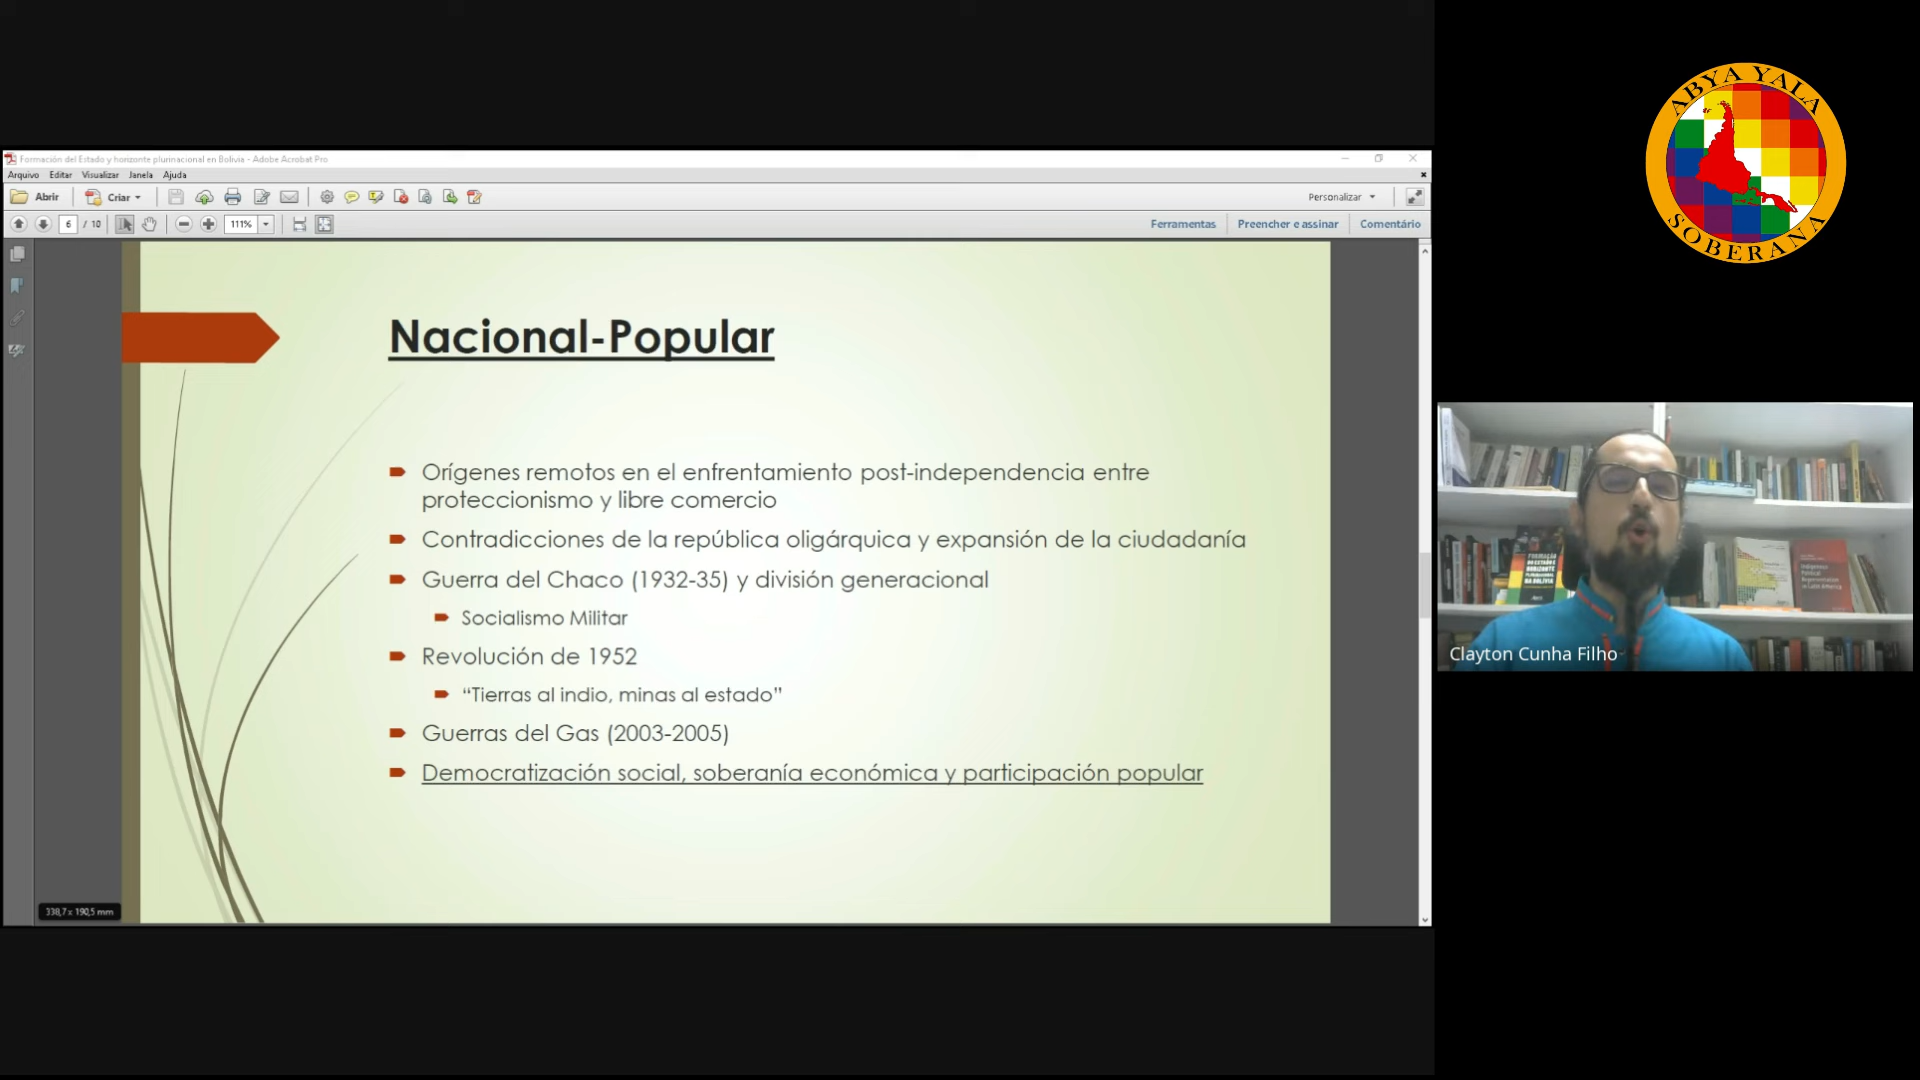 Formación del Estado y horizonte plurinacional en Bolivia - Adobe Acrobat Pro
Arquivo Editar Visualizar Janela Ajuda
Abrir Criar Personalizar
6 / 10 111% Ferramentas Preencher e assinar Comentário
Nacional-Popular
Orígenes remotos en el enfrentamiento post-independencia entre
proteccionismo y libre comercio
Contradicciones de la república oligárquica y expansión de la ciudadanía
Guerra del Chaco (1932-35) y división generacional
Socialismo Militar
Revolución de 1952
“Tierras al indio, minas al estado”
Guerras del Gas (2003-2005)
Democratización social, soberanía económica y participación popular
338,7 x 190,5 mm
ABYA YALA
SOBERANA
Clayton Cunha Filho